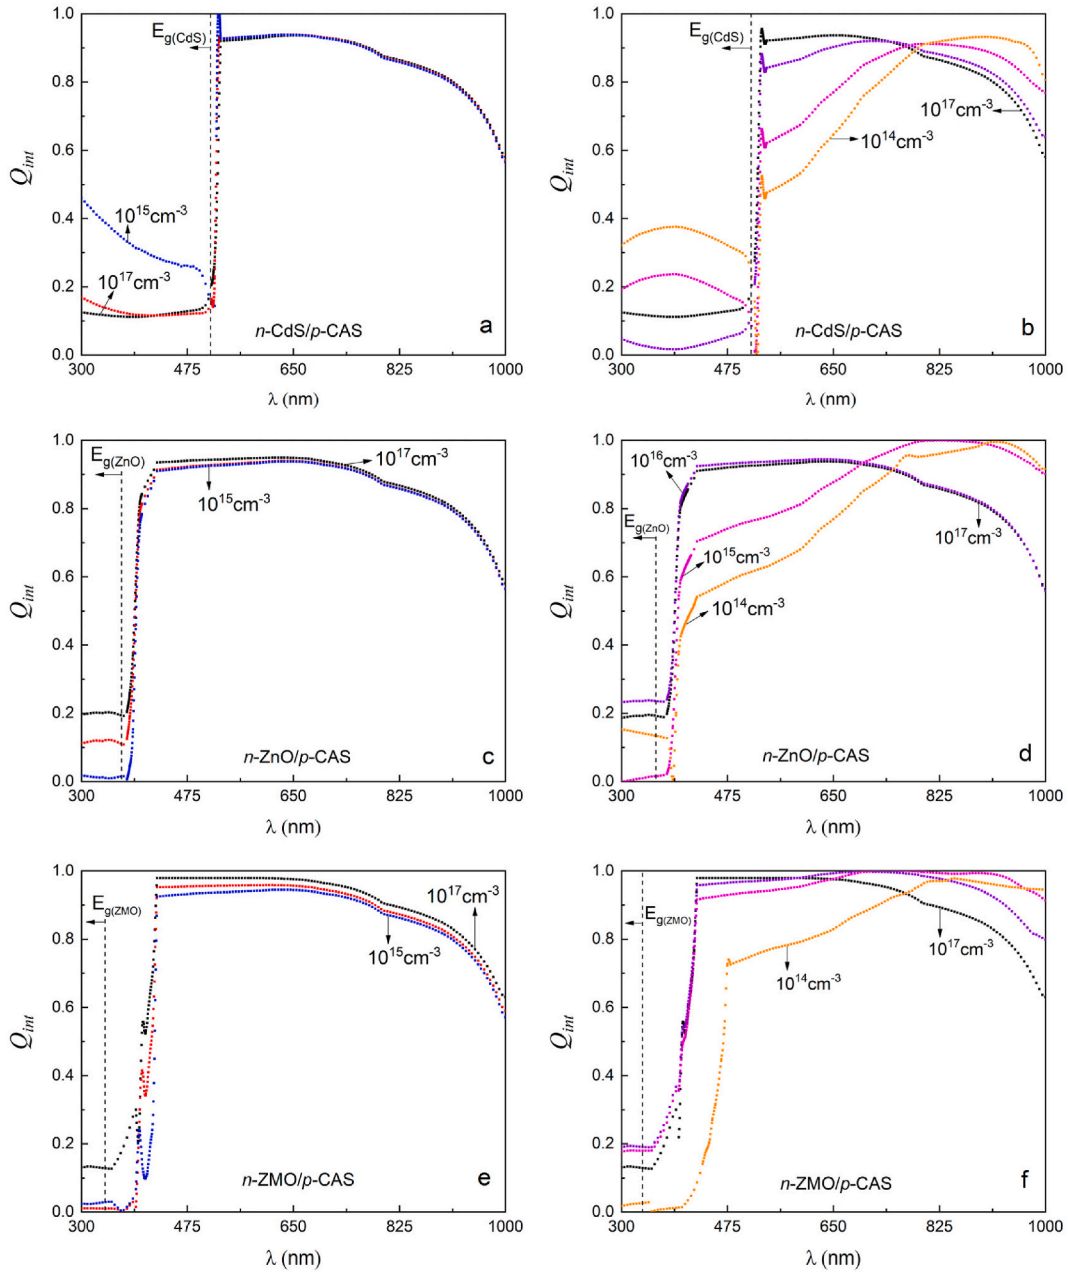 1.0
0.8
0.6
0.4
0.2
0.0
Q_int
E_g(CdS)
10^15cm^-3
10^17cm^-3
n-CdS/p-CAS
a
300 475 650 825 1000
λ (nm)
1.0
0.8
0.6
0.4
0.2
0.0
Q_int
E_g(CdS)
10^17cm^-3
10^14cm^-3
n-CdS/p-CAS
b
300 475 650 825 1000
λ (nm)
1.0
0.8
0.6
0.4
0.2
0.0
Q_int
E_g(ZnO)
10^17cm^-3
10^15cm^-3
n-ZnO/p-CAS
c
300 475 650 825 1000
λ (nm)
1.0
0.8
0.6
0.4
0.2
0.0
Q_int
10^16cm^-3
E_g(ZnO)
10^17cm^-3
10^15cm^-3
10^14cm^-3
n-ZnO/p-CAS
d
300 475 650 825 1000
λ (nm)
1.0
0.8
0.6
0.4
0.2
0.0
Q_int
E_g(ZMO)
10^17cm^-3
10^15cm^-3
n-ZMO/p-CAS
e
300 475 650 825 1000
λ (nm)
1.0
0.8
0.6
0.4
0.2
0.0
Q_int
E_g(ZMO)
10^17cm^-3
10^14cm^-3
n-ZMO/p-CAS
f
300 475 650 825 1000
λ (nm)